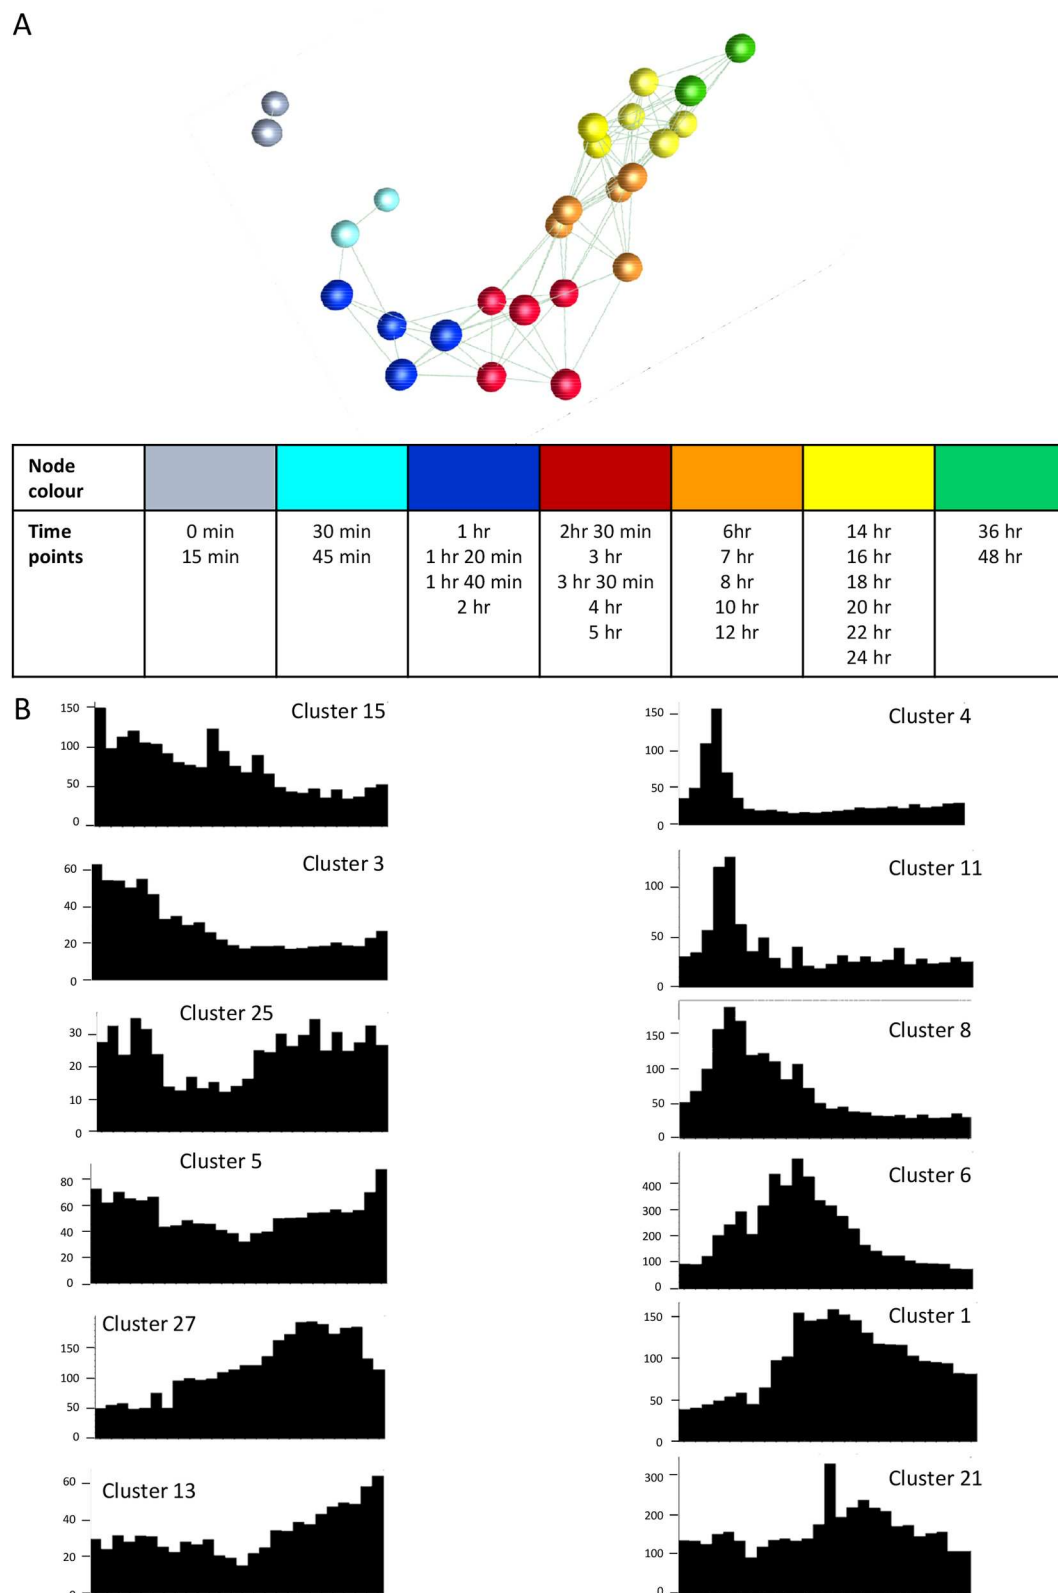 A
Node colour
Time points
0 min
15 min
30 min
45 min
1 hr
1 hr 20 min
1 hr 40 min
2 hr
2hr 30 min
3 hr
3 hr 30 min
4 hr
5 hr
6hr
7 hr
8 hr
10 hr
12 hr
14 hr
16 hr
18 hr
20 hr
22 hr
24 hr
36 hr
48 hr
B
Cluster 15
150
100
50
0
Cluster 4
150
100
50
0
Cluster 3
60
40
20
0
Cluster 11
100
50
0
Cluster 25
30
20
10
0
Cluster 8
150
100
50
0
Cluster 5
80
60
40
20
0
Cluster 6
400
300
200
100
0
Cluster 27
150
100
50
0
Cluster 1
150
100
50
0
Cluster 13
60
40
20
0
Cluster 21
300
200
100
0